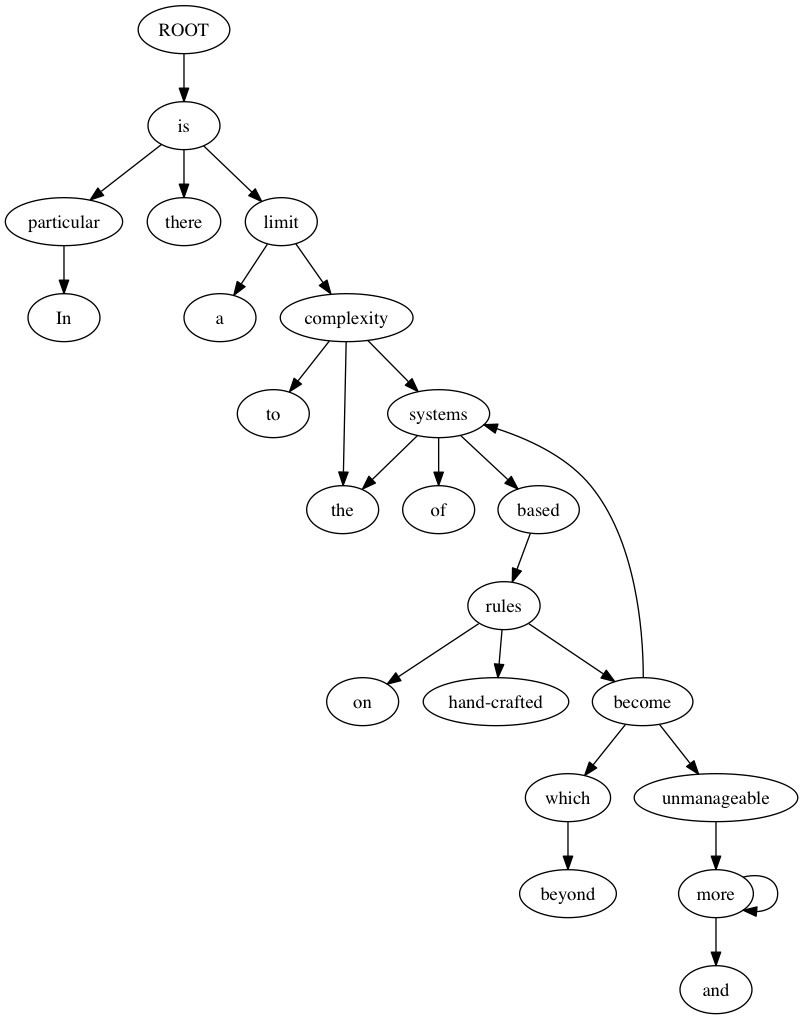 ROOT
is
particular
there
limit
In
a
complexity
to
systems
the
of
based
rules
on
hand-crafted
become
which
unmanageable
beyond
more
and